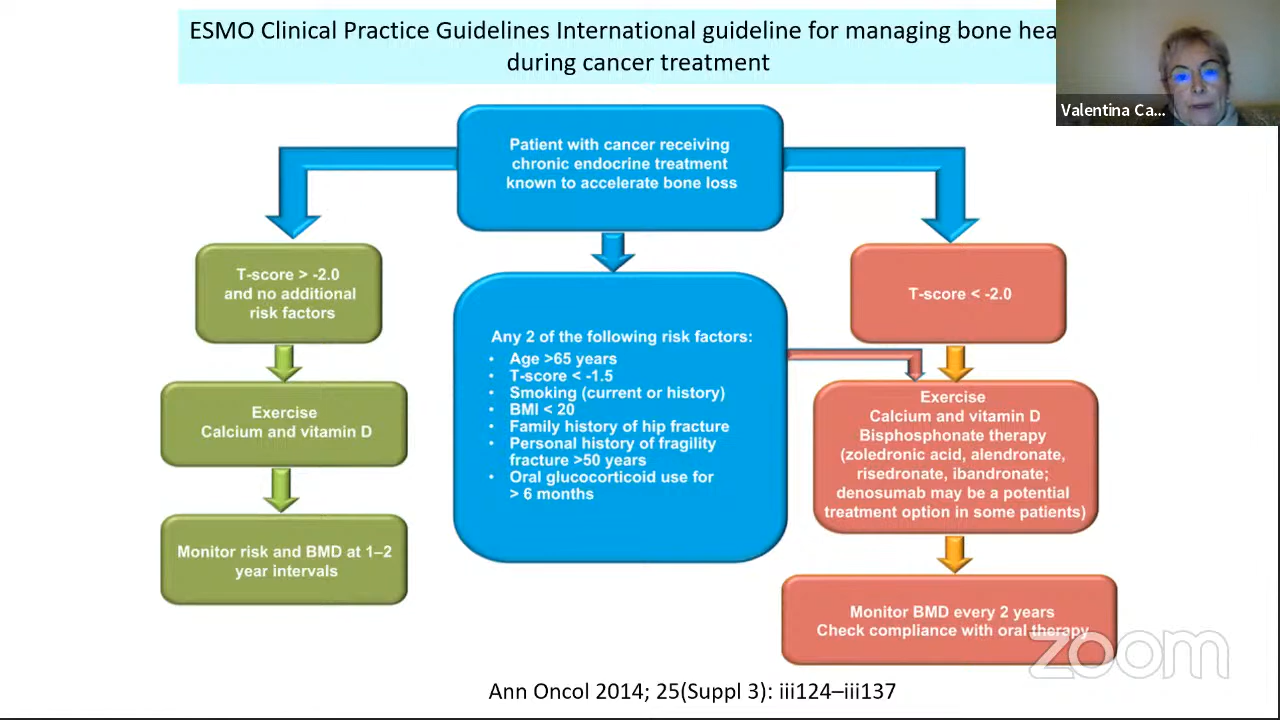 ESMO Clinical Practice Guidelines International guideline for managing bone hea
during cancer treatment
Valentina Ca...
Patient with cancer receiving
chronic endocrine treatment
known to accelerate bone loss
T-score > -2.0
and no additional
risk factors
Exercise
Calcium and vitamin D
Monitor risk and BMD at 1–2
year intervals
Any 2 of the following risk factors:
• Age >65 years
• T-score < -1.5
• Smoking (current or history)
• BMI < 20
• Family history of hip fracture
• Personal history of fragility
fracture >50 years
• Oral glucocorticoid use for
> 6 months
T-score < -2.0
Exercise
Calcium and vitamin D
Bisphosphonate therapy
(zoledronic acid, alendronate,
risedronate, ibandronate;
denosumab may be a potential
treatment option in some patients)
Monitor BMD every 2 years
Check compliance with oral therapy
zoom
Ann Oncol 2014; 25(Suppl 3): iii124–iii137